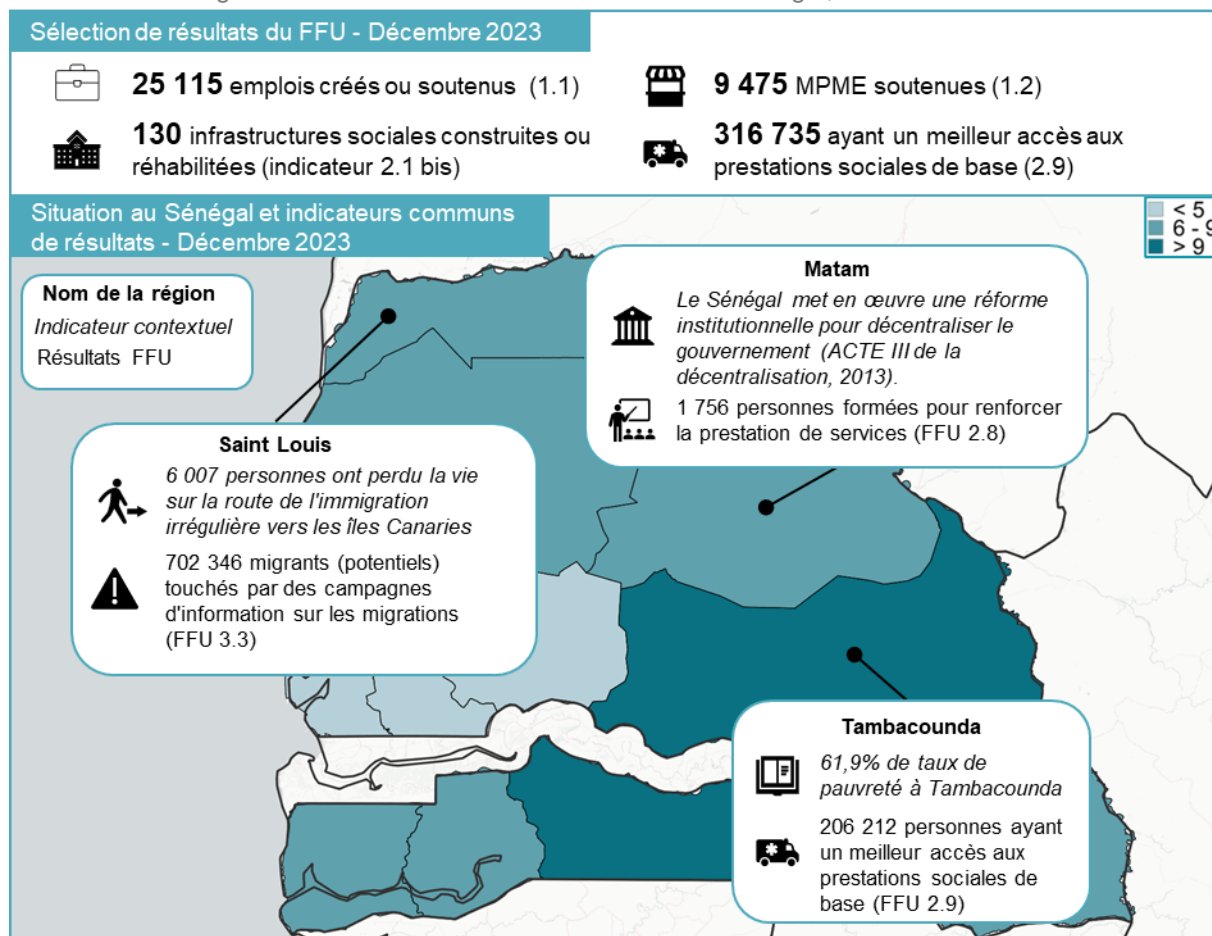 Sélection de résultats du FFU - Décembre 2023
25 115 emplois créés ou soutenus (1.1)
9 475 MPME soutenues (1.2)
130 infrastructures sociales construites ou
réhabilitées (indicateur 2.1 bis)
316 735 ayant un meilleur accès aux
prestations sociales de base (2.9)
Situation au Sénégal et indicateurs communs
de résultats - Décembre 2023
< 5
6 - 9
> 9
Nom de la région
Indicateur contextuel
Résultats FFU
Matam
Le Sénégal met en œuvre une réforme
institutionnelle pour décentraliser le
gouvernement (ACTE III de la
décentralisation, 2013).
1 756 personnes formées pour renforcer
la prestation de services (FFU 2.8)
Saint Louis
6 007 personnes ont perdu la vie
sur la route de l'immigration
irrégulière vers les îles Canaries
702 346 migrants (potentiels)
touchés par des campagnes
d'information sur les migrations
(FFU 3.3)
Tambacounda
61,9% de taux de
pauvreté à Tambacounda
206 212 personnes ayant
un meilleur accès aux
prestations sociales de
base (FFU 2.9)